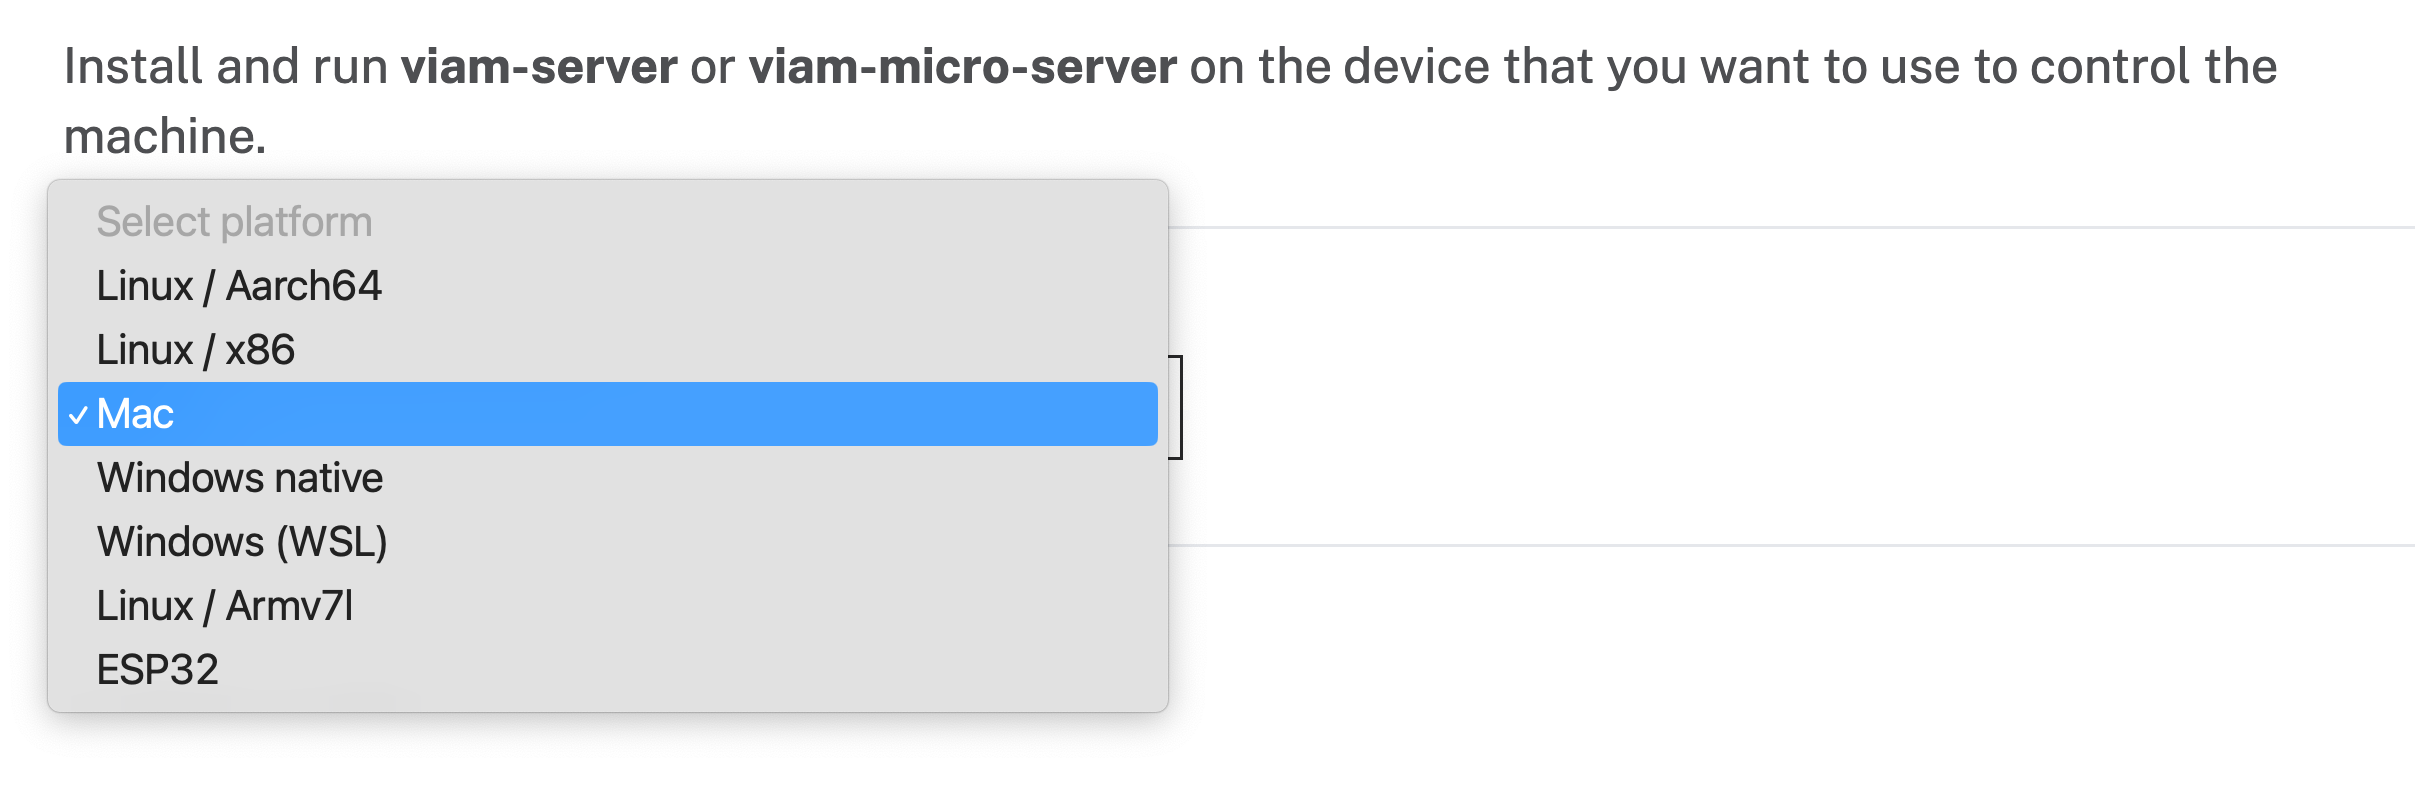 Install and run viam-server or viam-micro-server on the device that you want to use to control the
machine.
Select platform
Linux / Aarch64
Linux / x86
✓ Mac
Windows native
Windows (WSL)
Linux / Armv7l
ESP32